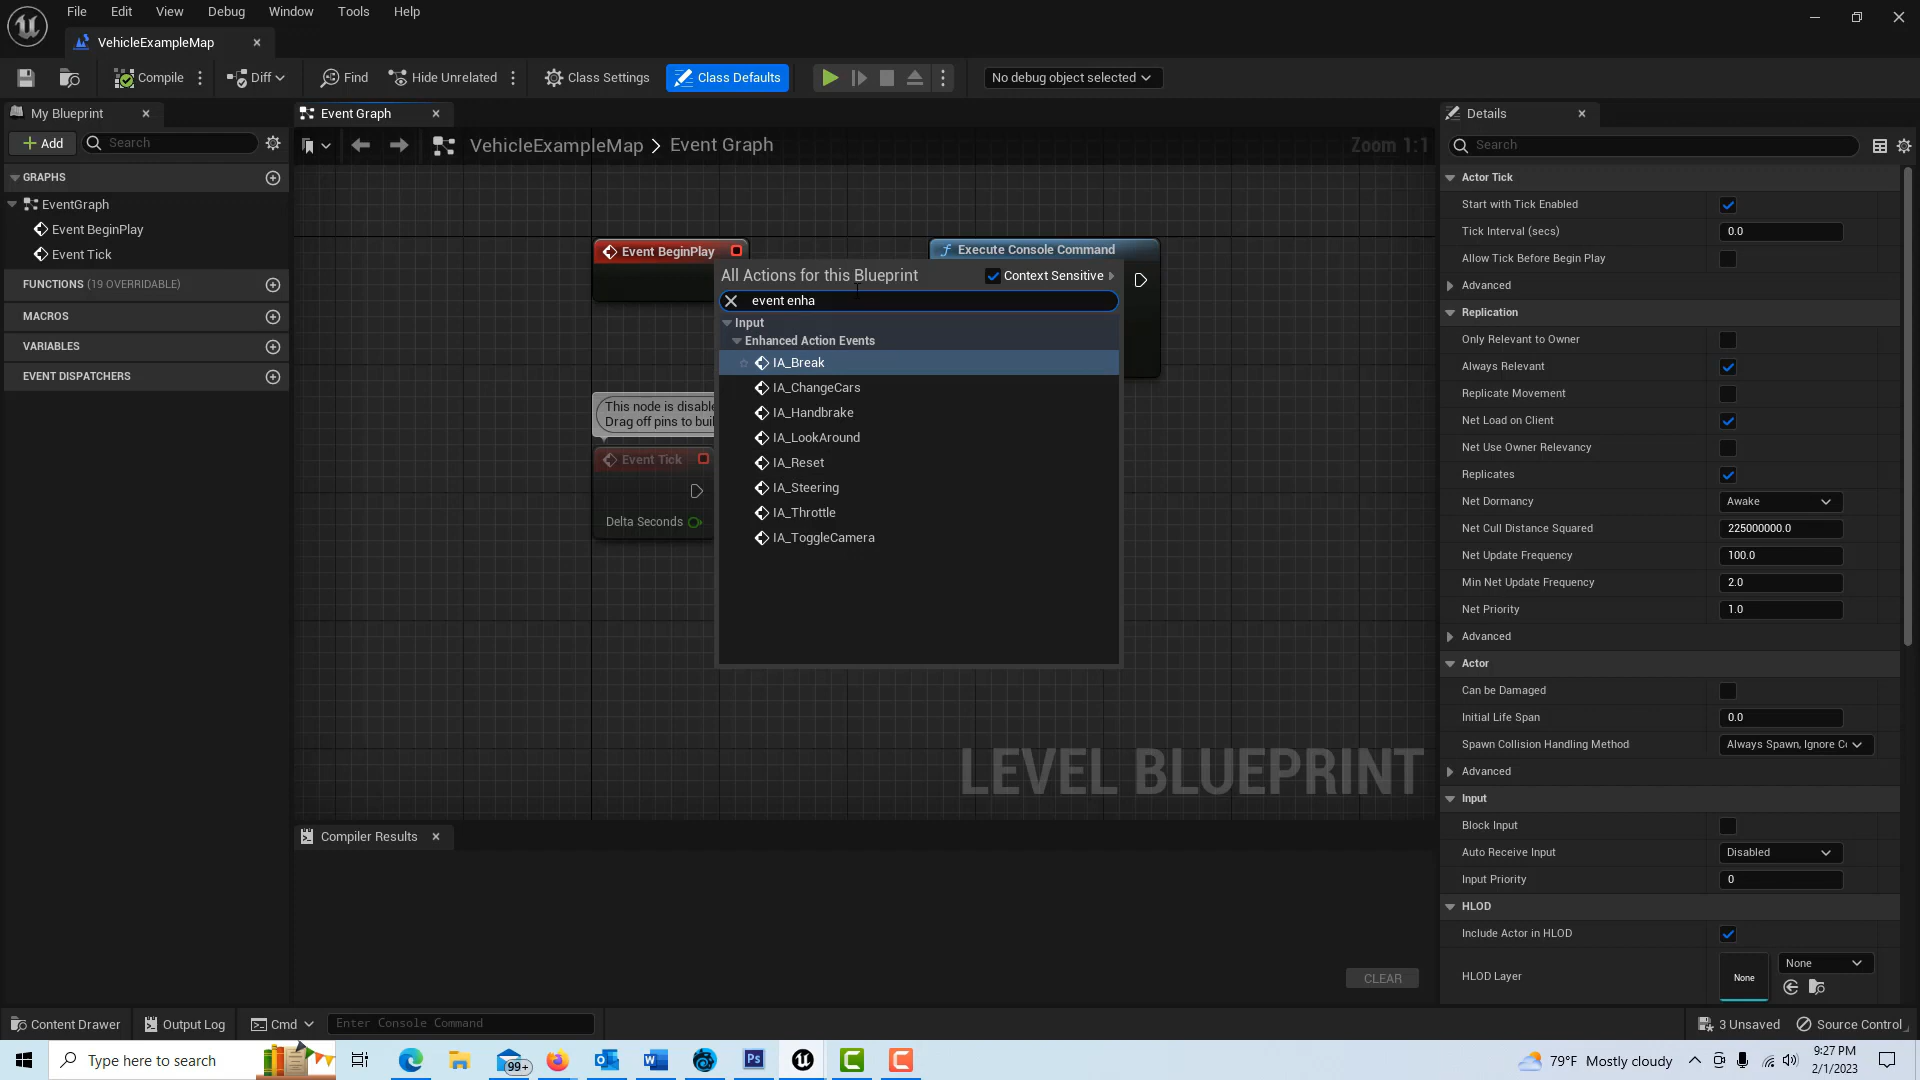 File Edit View Debug Window Tools Help
VehicleExampleMap
Compile Diff Find Hide Unrelated Class Settings Class Defaults No debug object selected
My Blueprint
Add Search
GRAPHS
EventGraph
Event BeginPlay
Event Tick
FUNCTIONS (19 OVERRIDABLE)
MACROS
VARIABLES
EVENT DISPATCHERS
Event Graph
VehicleExampleMap > Event Graph Zoom 1:1
Event BeginPlay
Execute Console Command
This node is disable
Drag off pins to buil
Event Tick
Delta Seconds
All Actions for this Blueprint Context Sensitive
event enha
Input
Enhanced Action Events
IA_Break
IA_ChangeCars
IA_Handbrake
IA_LookAround
IA_Reset
IA_Steering
IA_Throttle
IA_ToggleCamera
LEVEL BLUEPRINT
Compiler Results
CLEAR
Details
Search
Actor Tick
Start with Tick Enabled
Tick Interval (secs) 0.0
Allow Tick Before Begin Play
Advanced
Replication
Only Relevant to Owner
Always Relevant
Replicate Movement
Net Load on Client
Net Use Owner Relevancy
Replicates
Net Dormancy Awake
Net Cull Distance Squared 225000000.0
Net Update Frequency 100.0
Min Net Update Frequency 2.0
Net Priority 1.0
Advanced
Actor
Can be Damaged
Initial Life Span 0.0
Spawn Collision Handling Method Always Spawn, Ignore C
Advanced
Input
Block Input
Auto Receive Input Disabled
Input Priority 0
HLOD
Include Actor in HLOD
HLOD Layer None None
Content Drawer Output Log Cmd Enter Console Command 3 Unsaved Source Control
Type here to search 99+ Ps 79°F Mostly cloudy 9:27 PM
2/1/2023